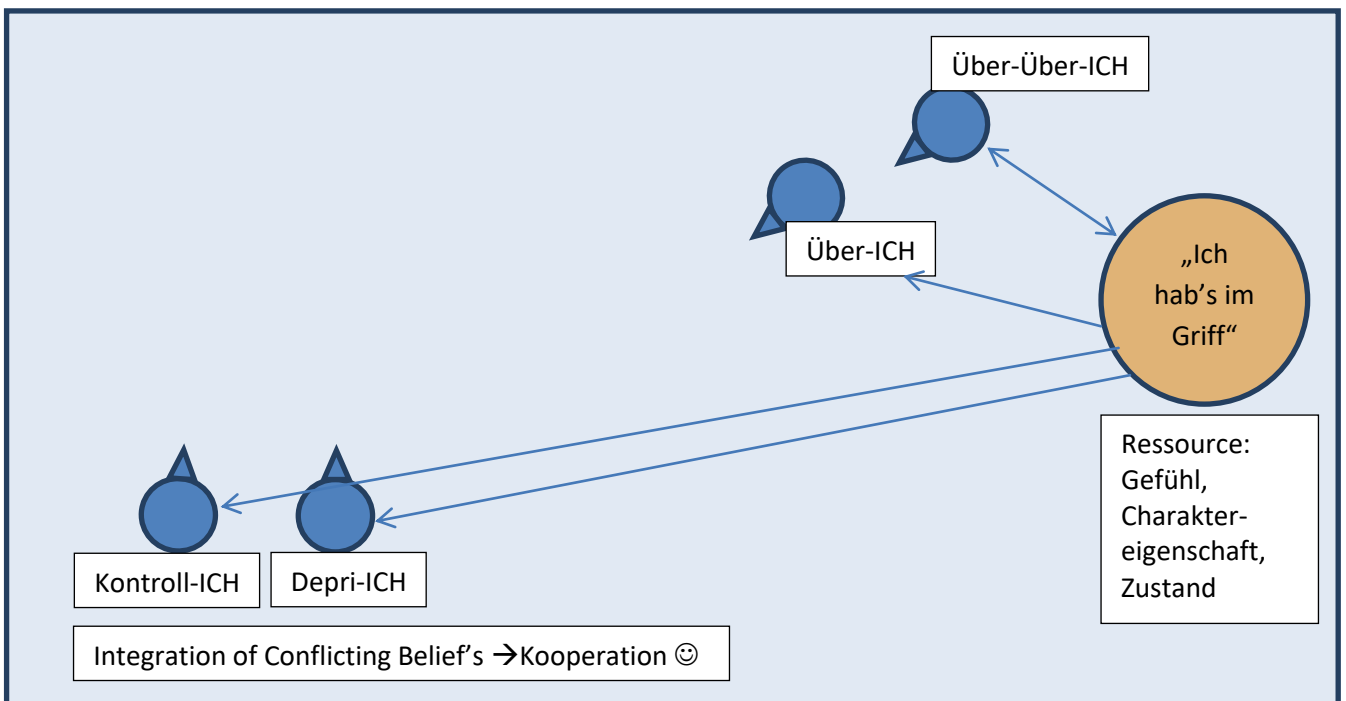 Über-Über-ICH
Über-ICH
„Ich
hab’s im
Griff“
Ressource:
Gefühl,
Charakter-
eigenschaft,
Zustand
Kontroll-ICH
Depri-ICH
Integration of Conflicting Belief’s →Kooperation ☺